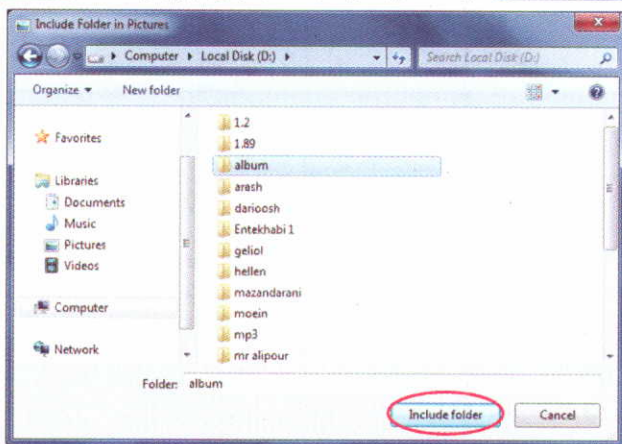 Include Folder in Pictures
Computer ▸ Local Disk (D:) ▸
Search Local Disk (D:)
Organize ▾ New folder
Favorites
Libraries
Documents
Music
Pictures
Videos
Computer
Network
1.2
1.89
album
arash
darioosh
Entekhabi 1
geliol
hellen
mazandarani
moein
mp3
mr alipour
Folder: album
Include folder
Cancel